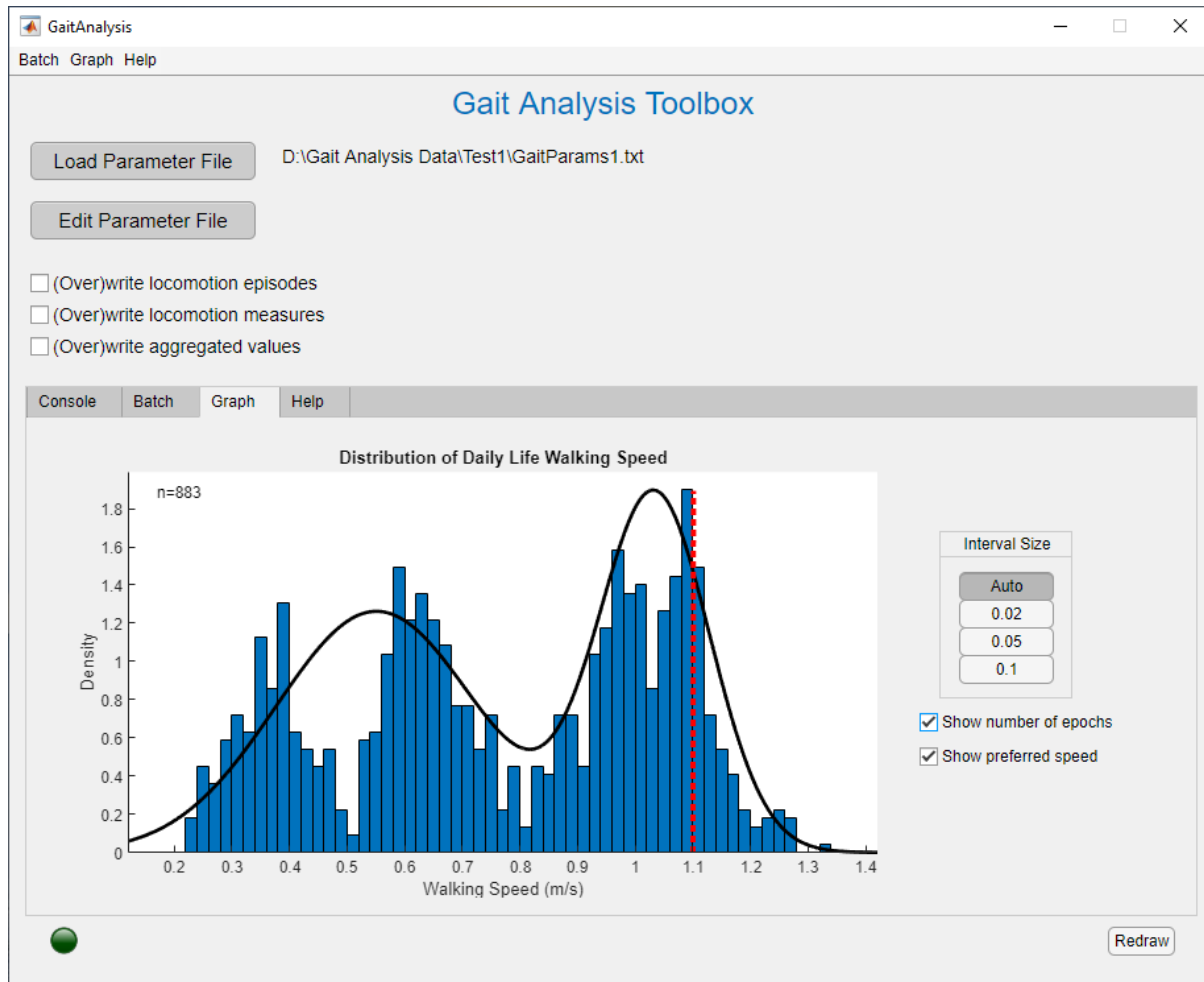 GaitAnalysis
Batch Graph Help
Gait Analysis Toolbox
Load Parameter File
D:\Gait Analysis Data\Test1\GaitParams1.txt
Edit Parameter File
(Over)write locomotion episodes
(Over)write locomotion measures
(Over)write aggregated values
Console Batch Graph Help
Distribution of Daily Life Walking Speed
n=883
Density
1.8
1.6
1.4
1.2
1
0.8
0.6
0.4
0.2
0
0.2 0.3 0.4 0.5 0.6 0.7 0.8 0.9 1 1.1 1.2 1.3 1.4
Walking Speed (m/s)
Interval Size
Auto
0.02
0.05
0.1
Show number of epochs
Show preferred speed
Redraw